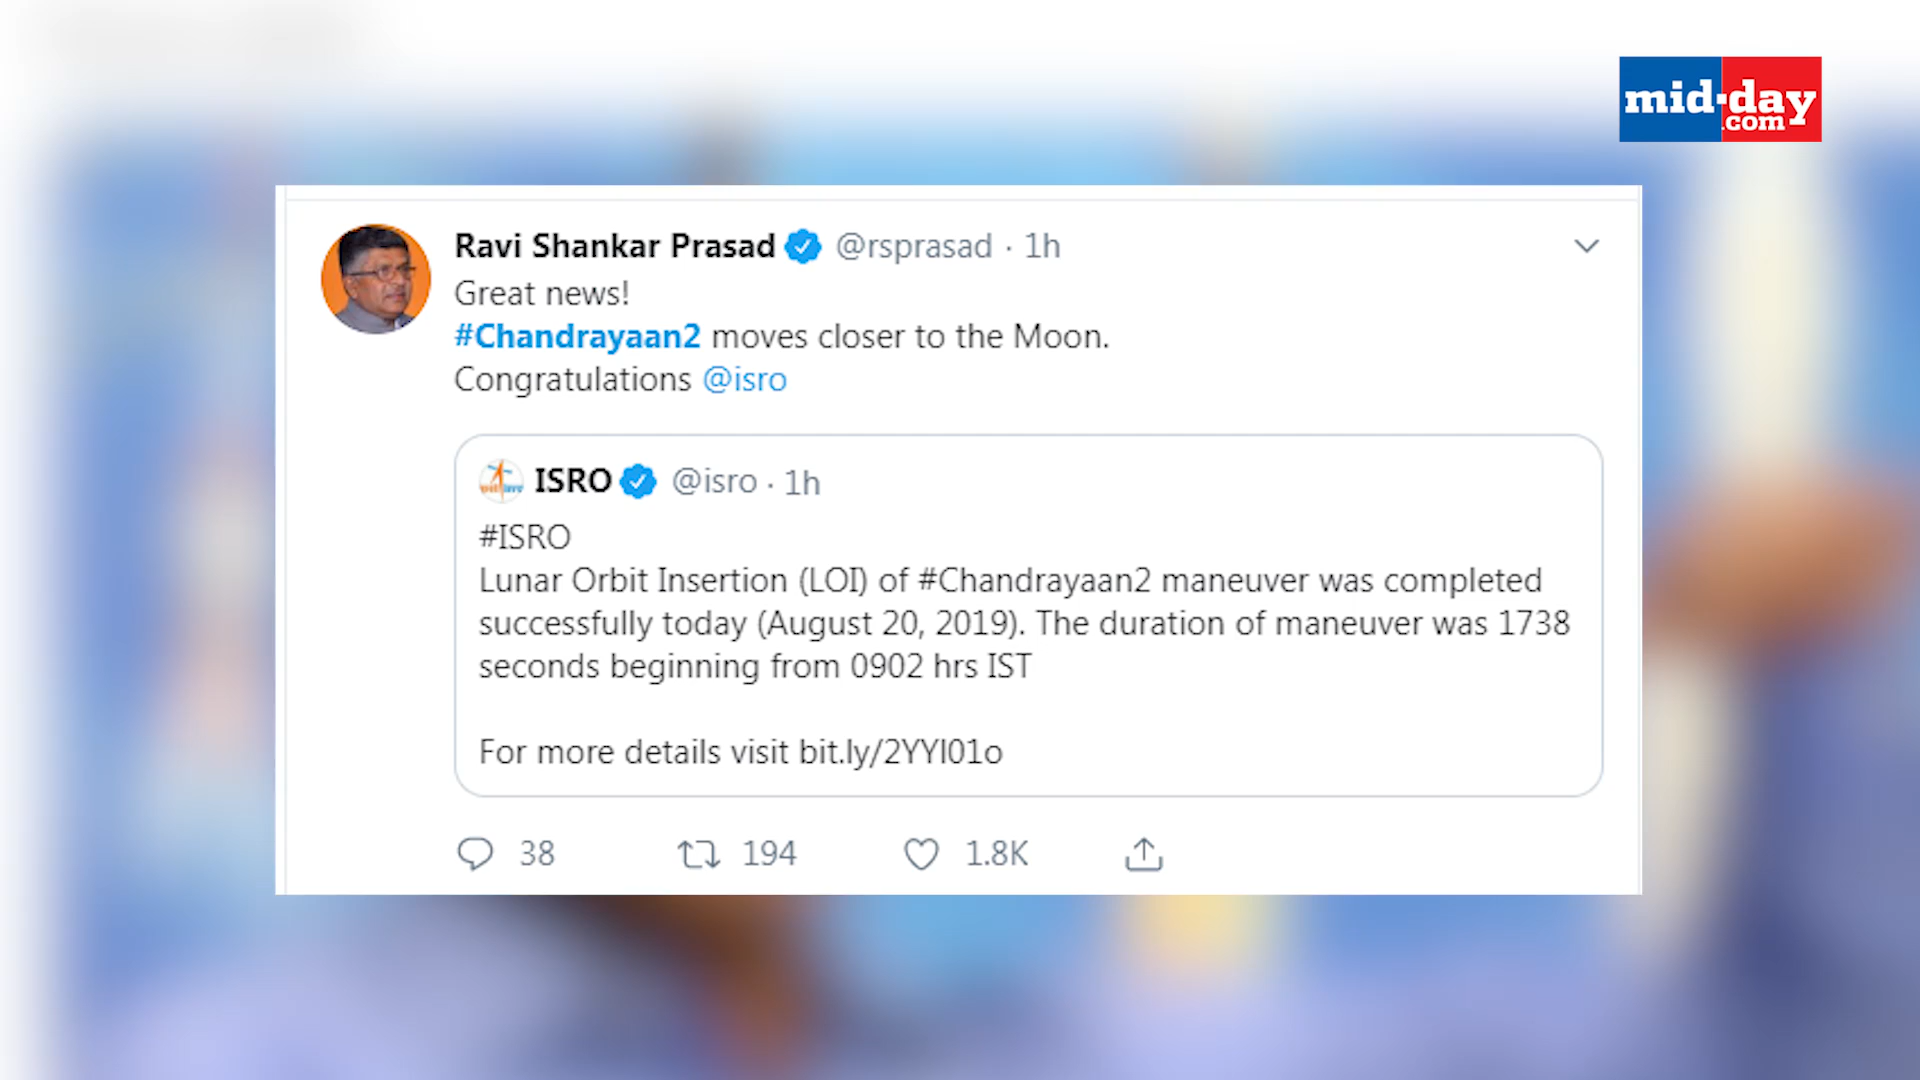 mid-day
.com
Ravi Shankar Prasad @rsprasad · 1h
Great news!
#Chandrayaan2 moves closer to the Moon.
Congratulations @isro
ISRO @isro · 1h
#ISRO
Lunar Orbit Insertion (LOI) of #Chandrayaan2 maneuver was completed
successfully today (August 20, 2019). The duration of maneuver was 1738
seconds beginning from 0902 hrs IST
For more details visit bit.ly/2YYl01o
38 194 1.8K